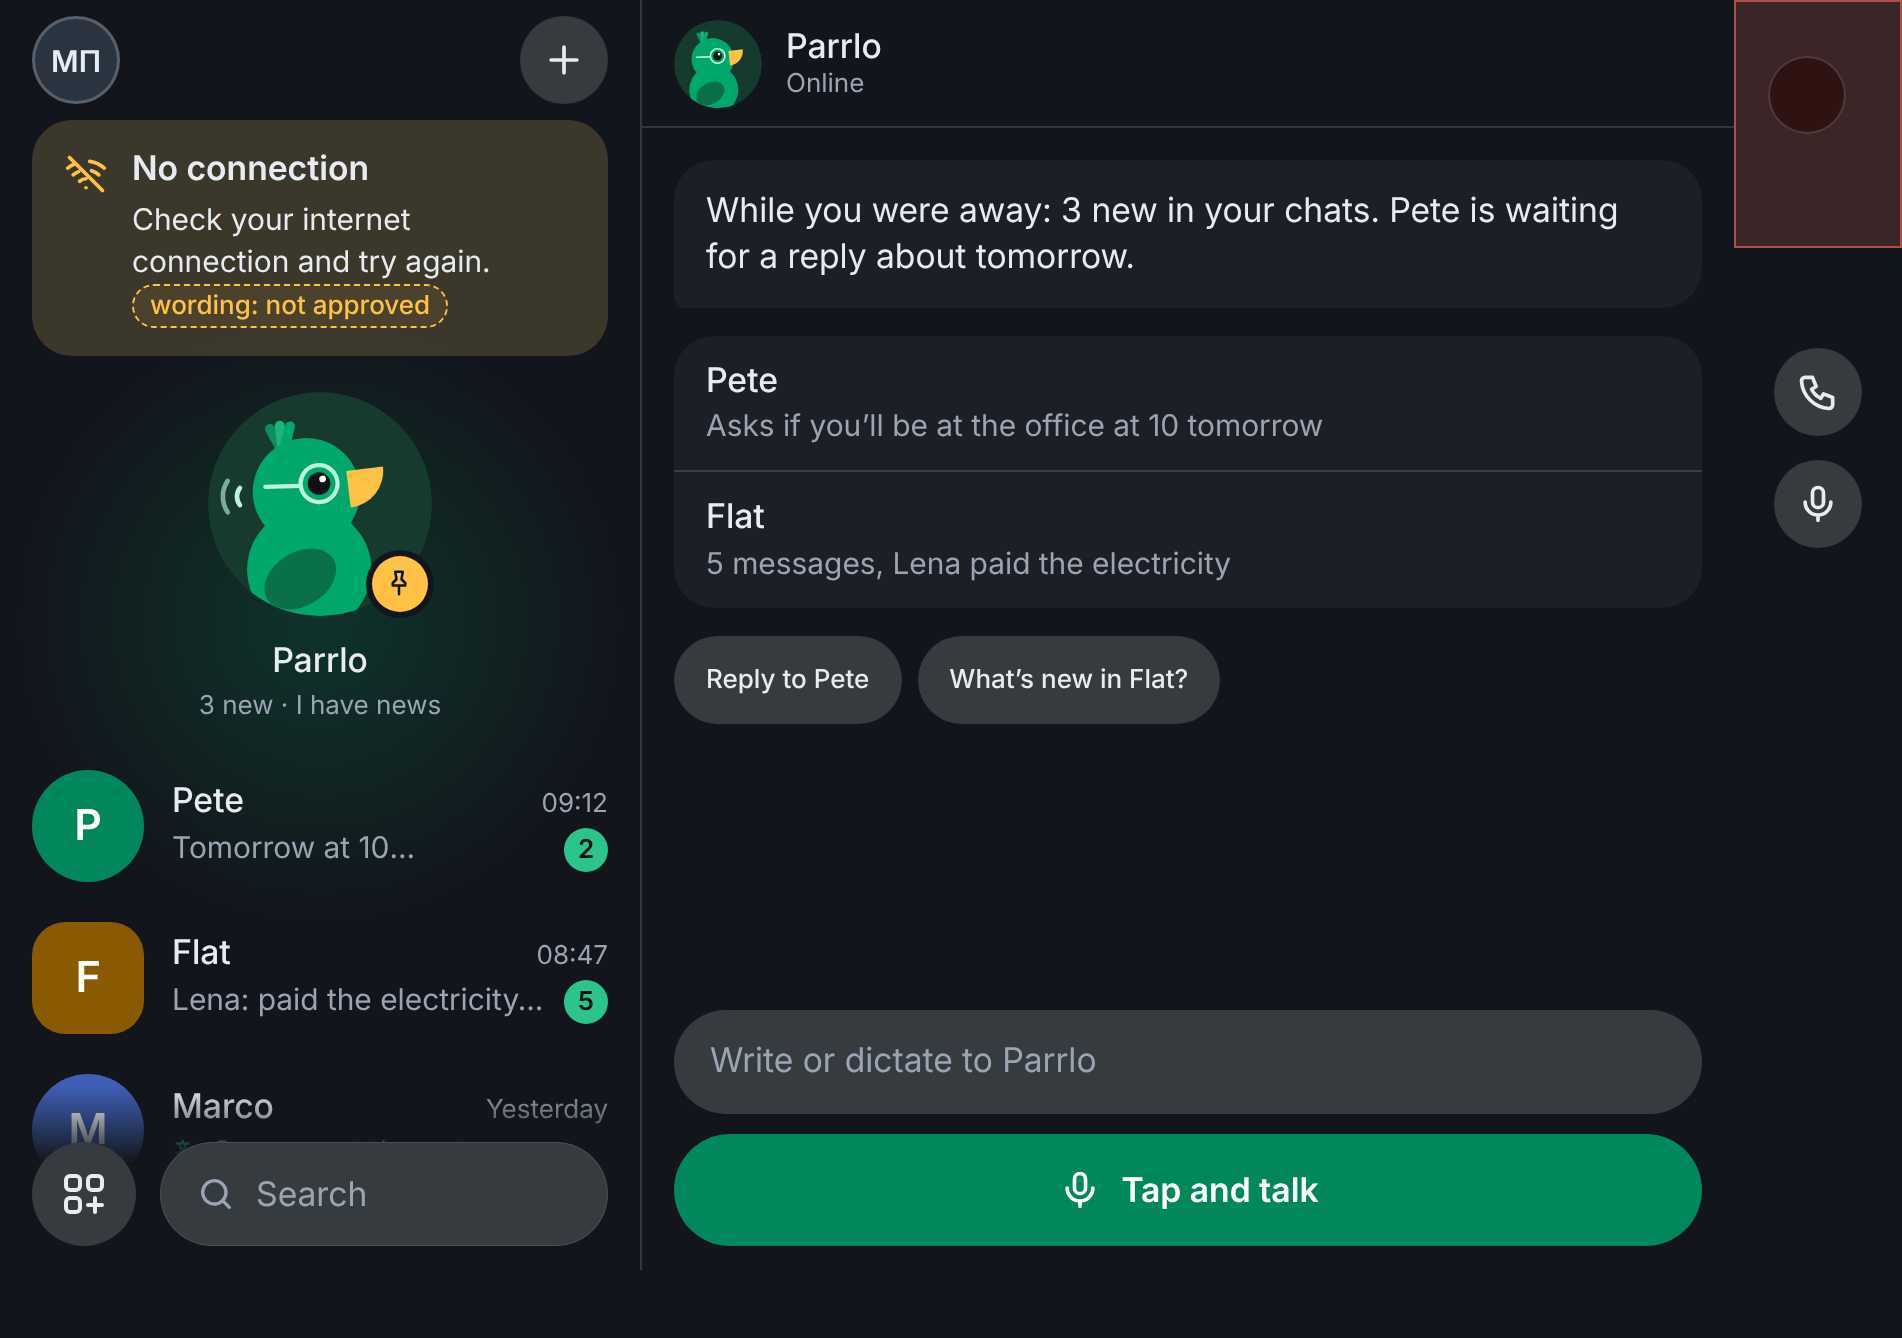 МП
No connection
Check your internet
connection and try again.
wording: not approved
Parrlo
3 new · I have news
P
Pete
09:12
Tomorrow at 10...
2
F
Flat
08:47
Lena: paid the electricity...
5
M
Marco
Yesterday
Search
Parrlo
Online
While you were away: 3 new in your chats. Pete is waiting
for a reply about tomorrow.
Pete
Asks if you’ll be at the office at 10 tomorrow
Flat
5 messages, Lena paid the electricity
Reply to Pete
What’s new in Flat?
Write or dictate to Parrlo
Tap and talk